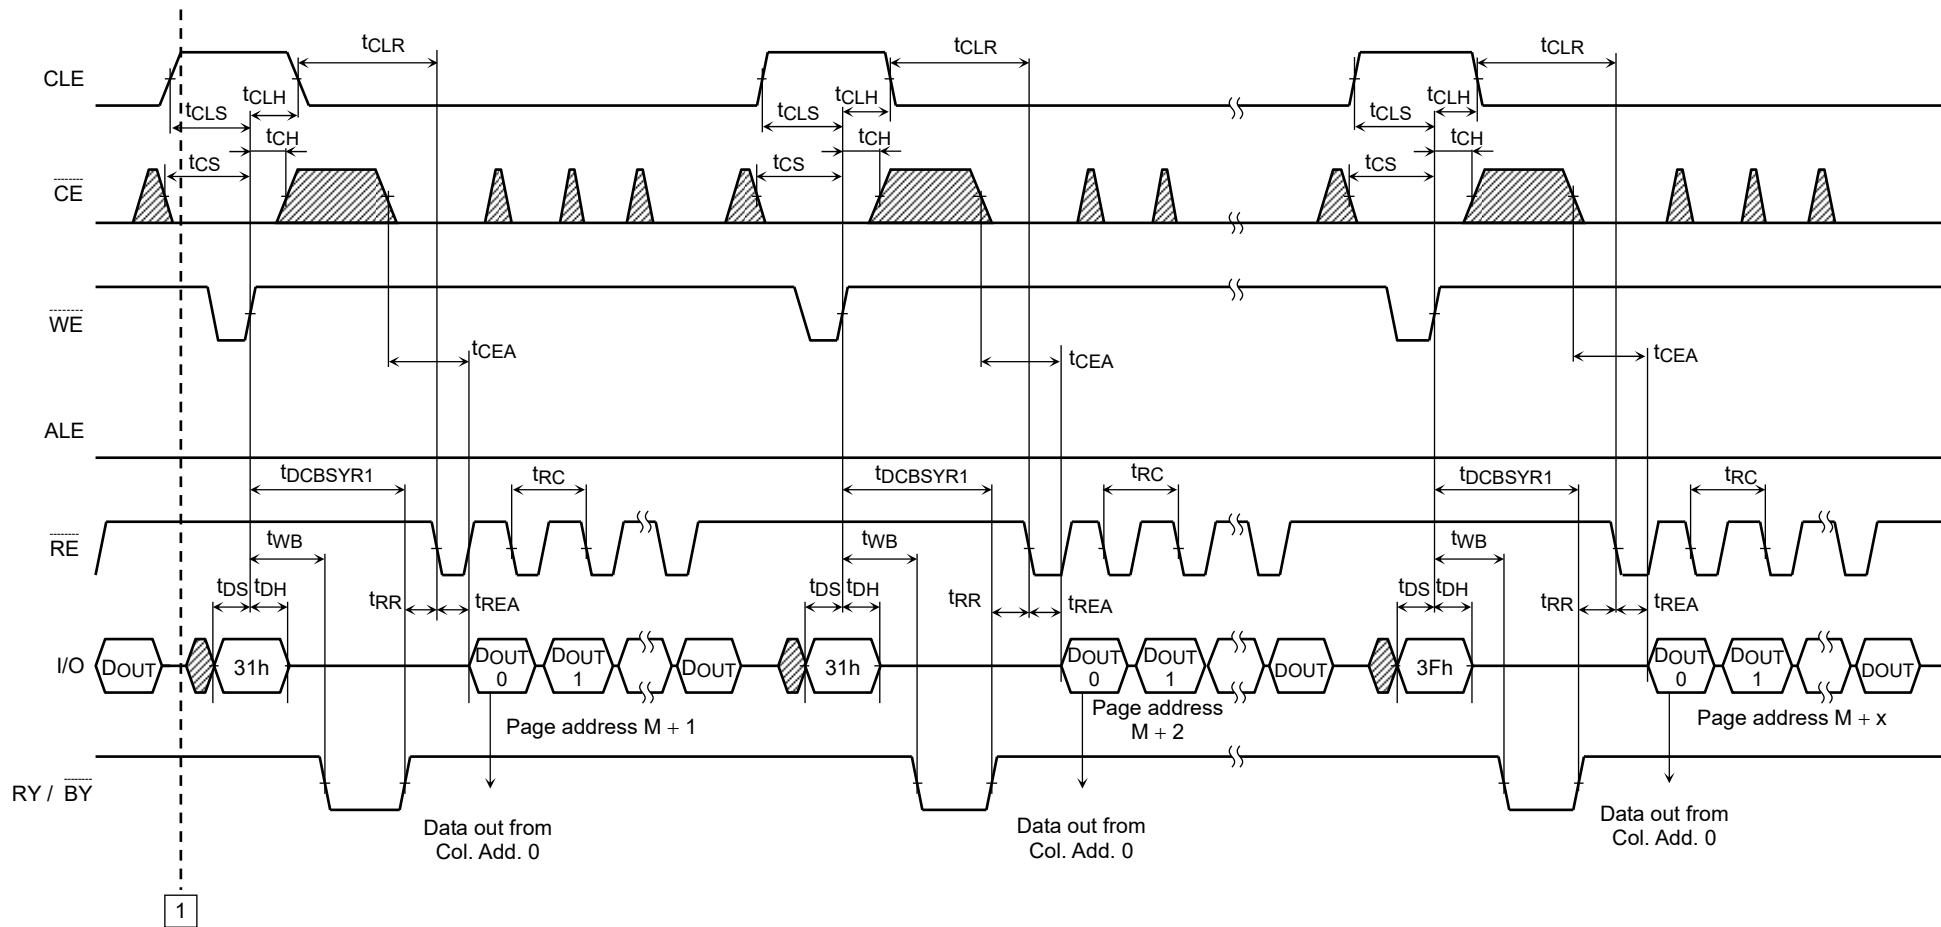 tCLR tCLR tCLR
CLE
tCLH tCLH tCLH
tCLS tCLS tCLS
tCH tCH tCH
tCS tCS tCS
CE
WE
tCEA tCEA tCEA
ALE
tDCBSYR1 tRC tDCBSYR1 tRC tDCBSYR1 tRC
RE
tWB tWB tWB
tDS tDH tRR tREA tDS tDH tRR tREA tDS tDH tRR tREA
I/O DOUT 31h DOUT 0 DOUT 1 DOUT 31h DOUT 0 DOUT 1 DOUT 3Fh DOUT 0 DOUT 1 DOUT
Page address M + 1
Page address
M + 2
Page address M + x
RY / BY
Data out from
Col. Add. 0
Data out from
Col. Add. 0
Data out from
Col. Add. 0
1